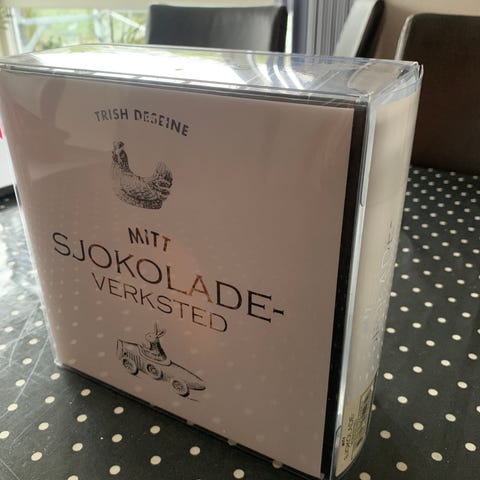 TRISH DESEINE
MITT
SJOKOLADE-
VERKSTED